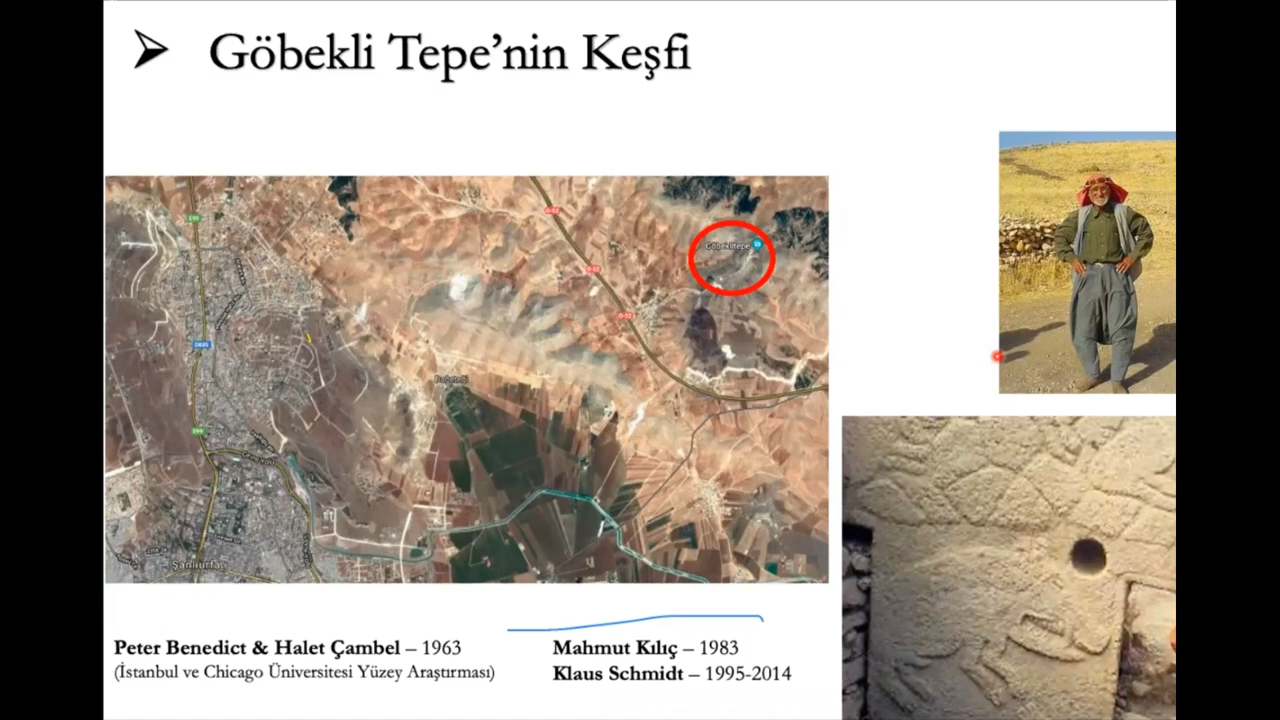 Göbekli Tepe’nin Keşfi
Göbeklitepe
D885
Şanlıurfa
Peter Benedict & Halet Çambel – 1963
(İstanbul ve Chicago Üniversitesi Yüzey Araştırması)
Mahmut Kılıç – 1983
Klaus Schmidt – 1995-2014